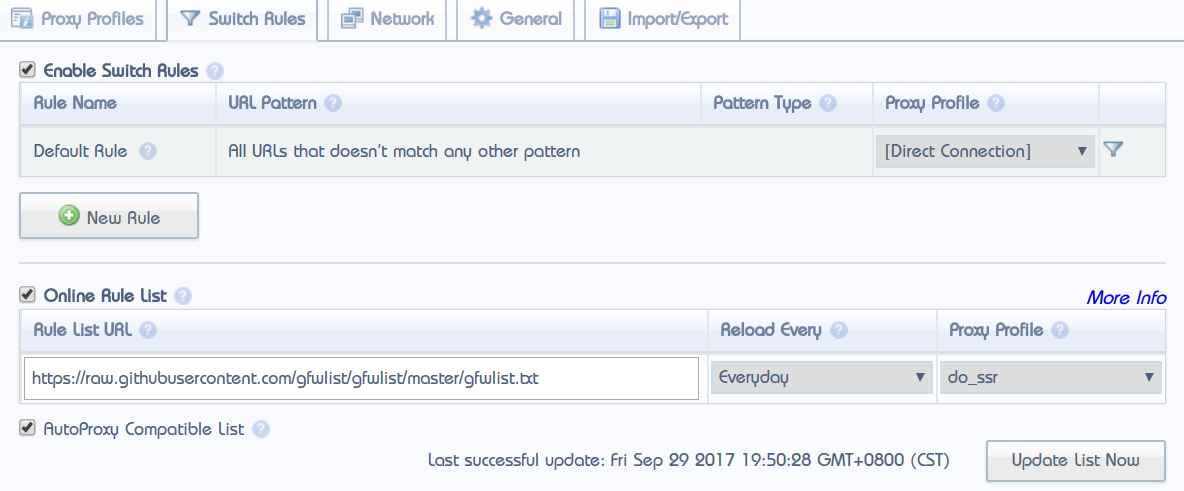 Proxy Profiles Switch Rules Network General Import/Export
Enable Switch Rules ?
Rule Name URL Pattern ? Pattern Type ? Proxy Profile ?
Default Rule ? All URLs that doesn't match any other pattern [Direct Connection]
New Rule
Online Rule List ? More Info
Rule List URL ? Reload Every ? Proxy Profile ?
https://raw.githubusercontent.com/gfwlist/gfwlist/master/gfwlist.txt Everyday do_ssr
AutoProxy Compatible List ?
Last successful update: Fri Sep 29 2017 19:50:28 GMT+0800 (CST) Update List Now